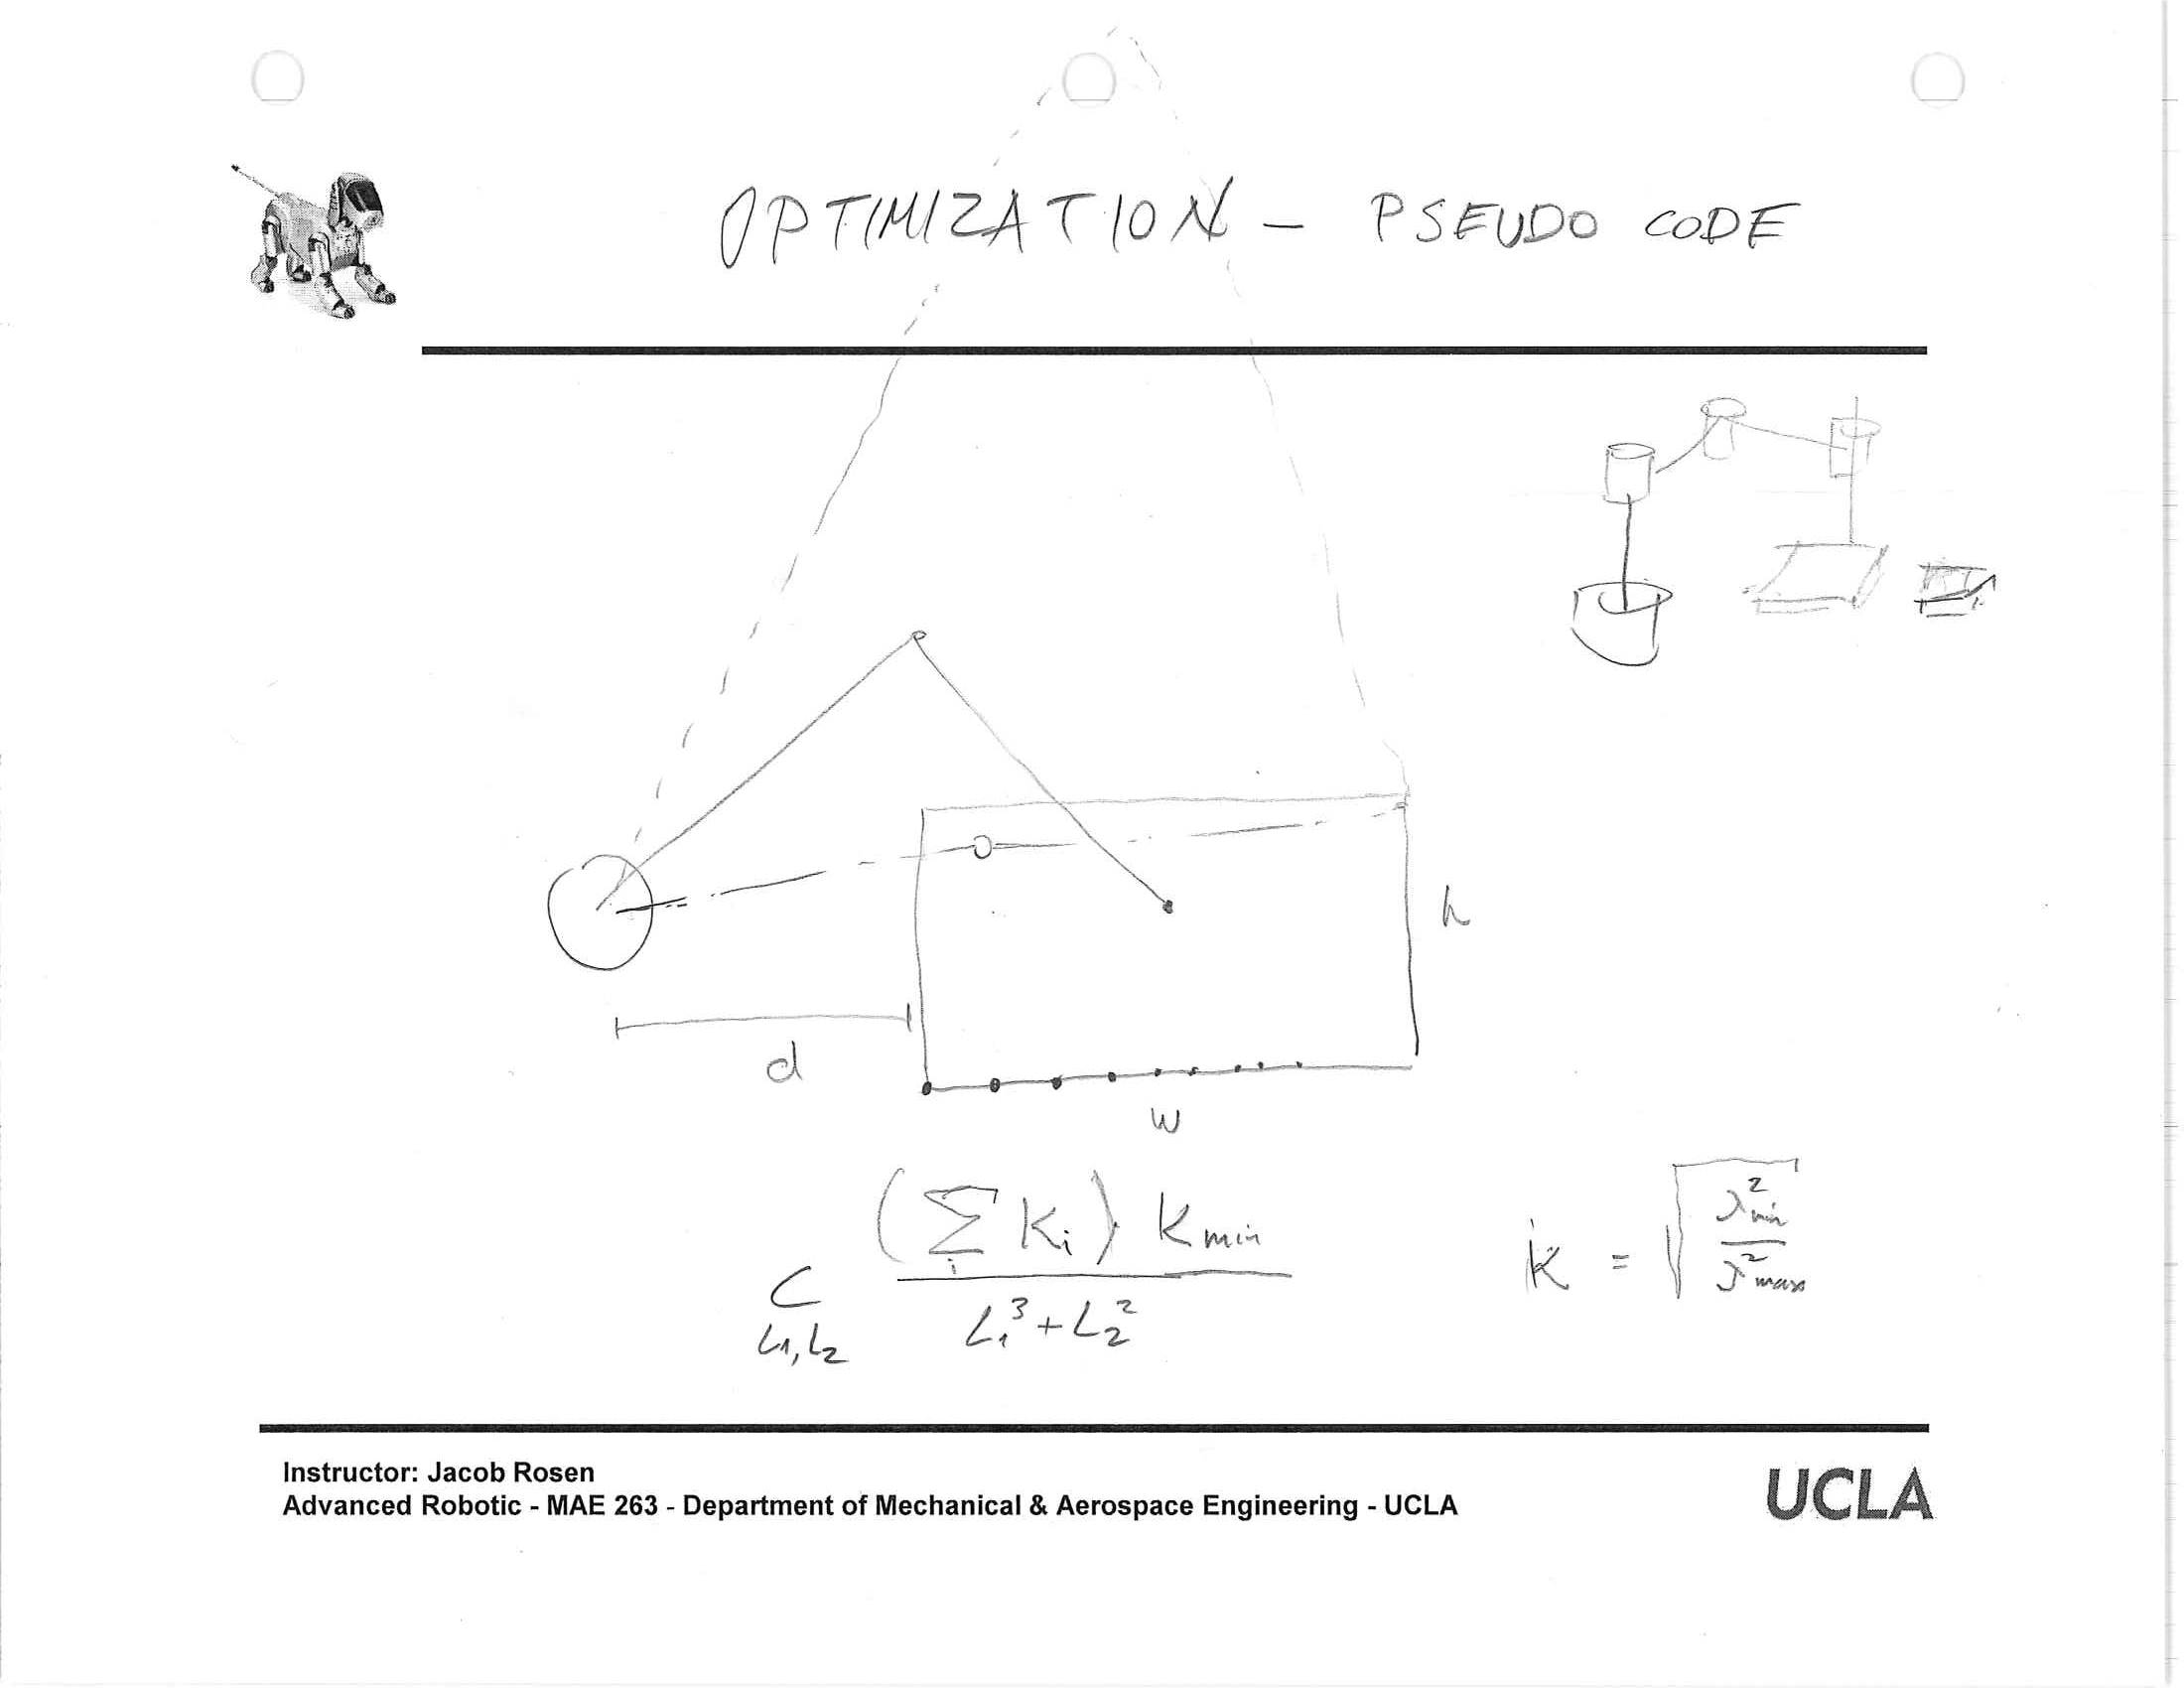 OPTIMIZATION - PSEUDO CODE
h
d
w
C L1, L2 (∑i Ki) · Kmin / L1³ + L2²
K = √(λ²min / λ²max)
Instructor: Jacob Rosen
Advanced Robotic - MAE 263 - Department of Mechanical & Aerospace Engineering - UCLA
UCLA